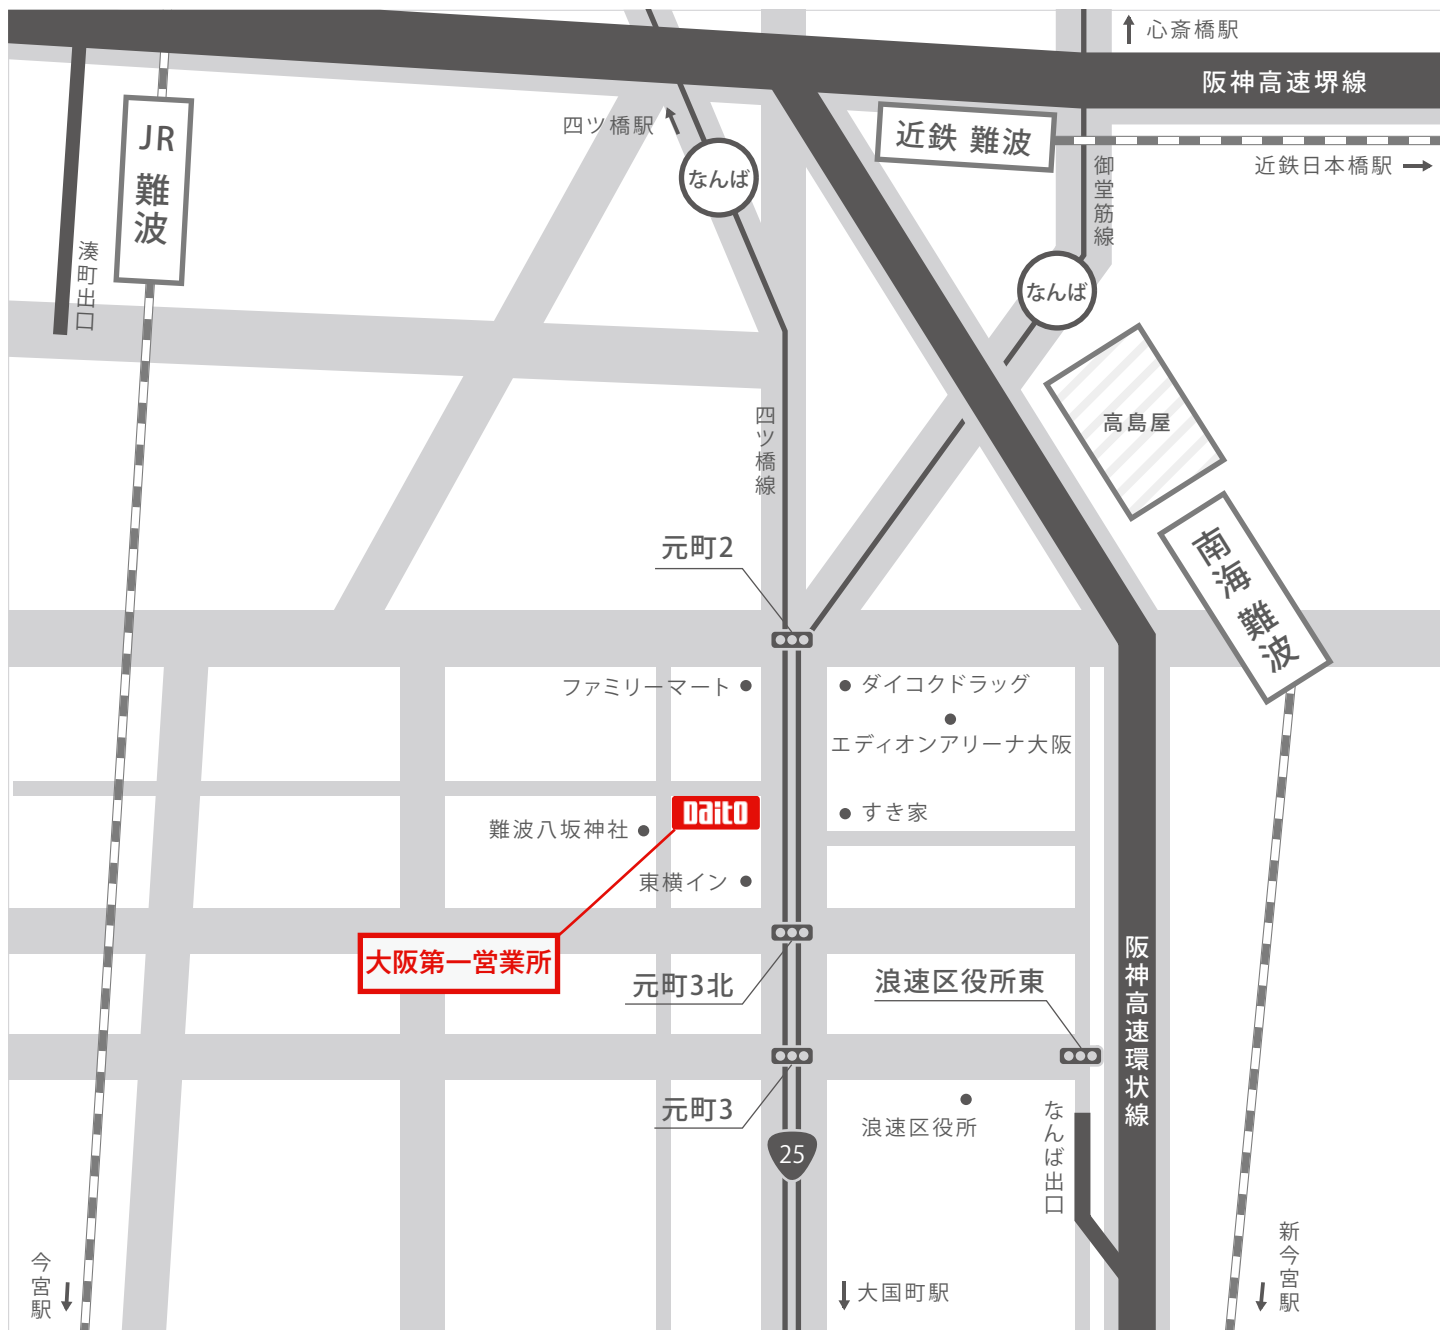 心斎橋駅
阪神高速堺線
JR 難波
四ツ橋駅
なんば
近鉄 難波
近鉄日本橋駅
御堂筋線
湊町出口
なんば
高島屋
四ツ橋線
南海 難波
元町2
ファミリーマート
ダイコクドラッグ
エディオンアリーナ大阪
Daito
すき家
難波八坂神社
東横イン
大阪第一営業所
元町3北
浪速区役所東
阪神高速環状線
元町3
浪速区役所
なんば出口
25
今宮駅
大国町駅
新今宮駅